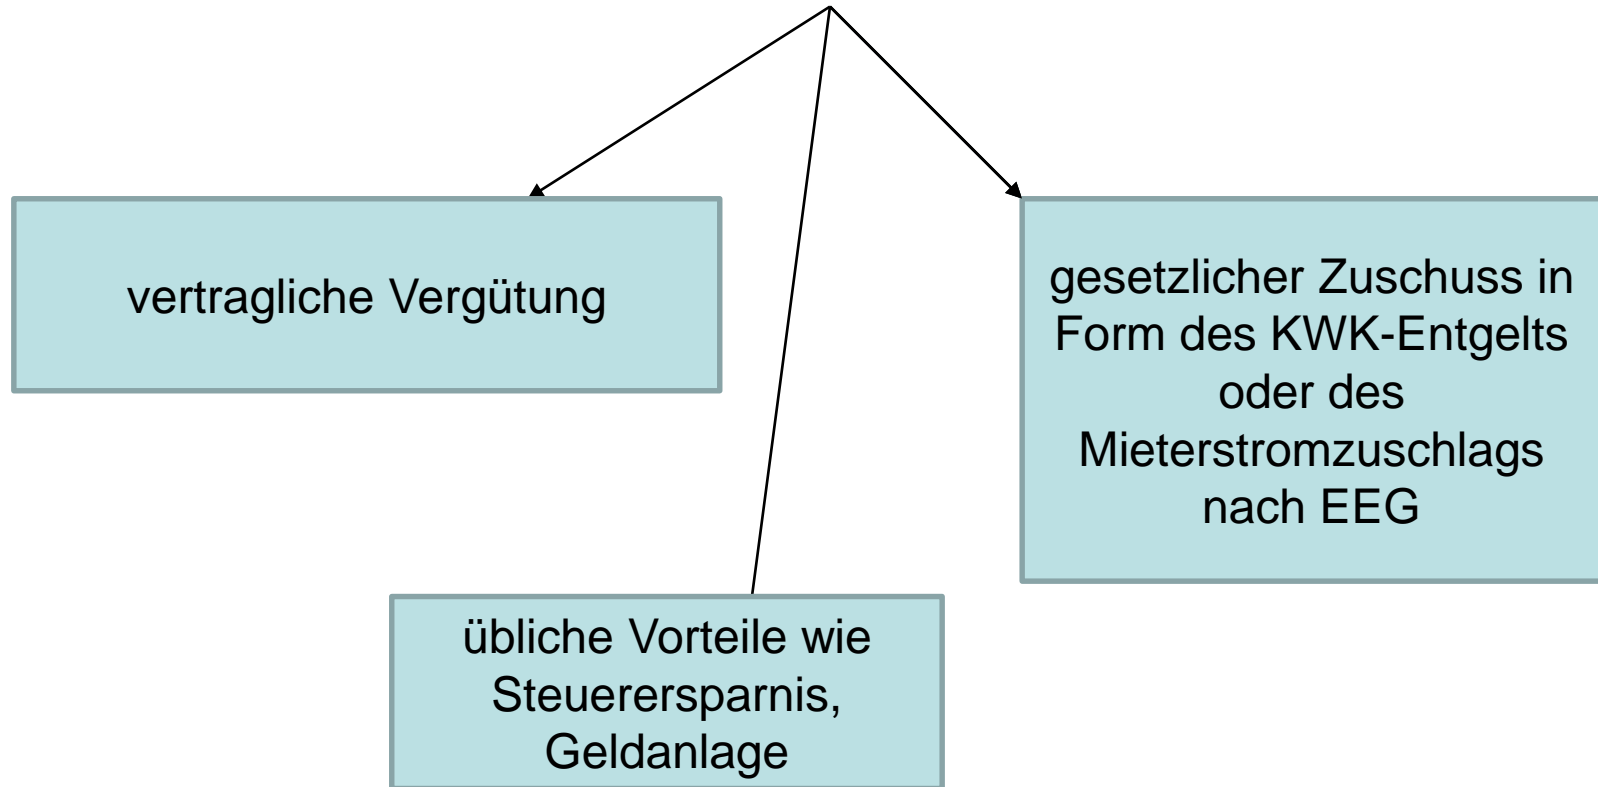 vertragliche Vergütung
gesetzlicher Zuschuss in
Form des KWK-Entgelts
oder des
Mieterstromzuschlags
nach EEG
übliche Vorteile wie
Steuerersparnis,
Geldanlage